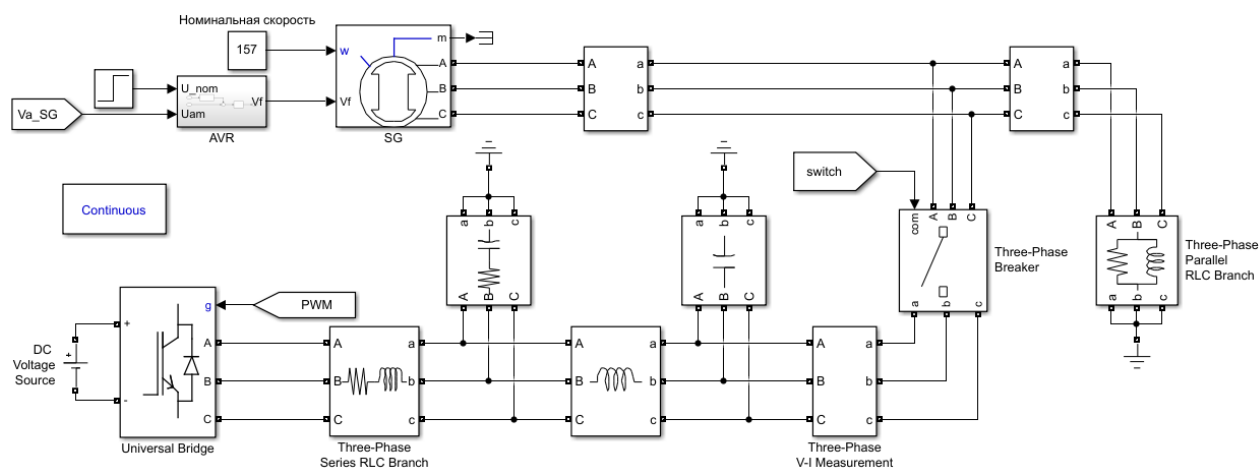 Номинальная скорость
157
w
m
A
B
C
Vf
SG
U_nom
Uam
Vf
AVR
Va_SG
A
B
C
a
b
c
A
B
C
a
b
c
Continuous
a b c
A B C
a b c
A B C
switch
com A B C
a b c
Three-Phase
Breaker
A B C
a b c
Three-Phase
Parallel
RLC Branch
PWM
DC
Voltage
Source
+
-
+
g
A
B
C
Universal Bridge
A
B
C
a
b
c
Three-Phase
Series RLC Branch
A
B
C
a
b
c
A
B
C
a
b
c
Three-Phase
V-I Measurement